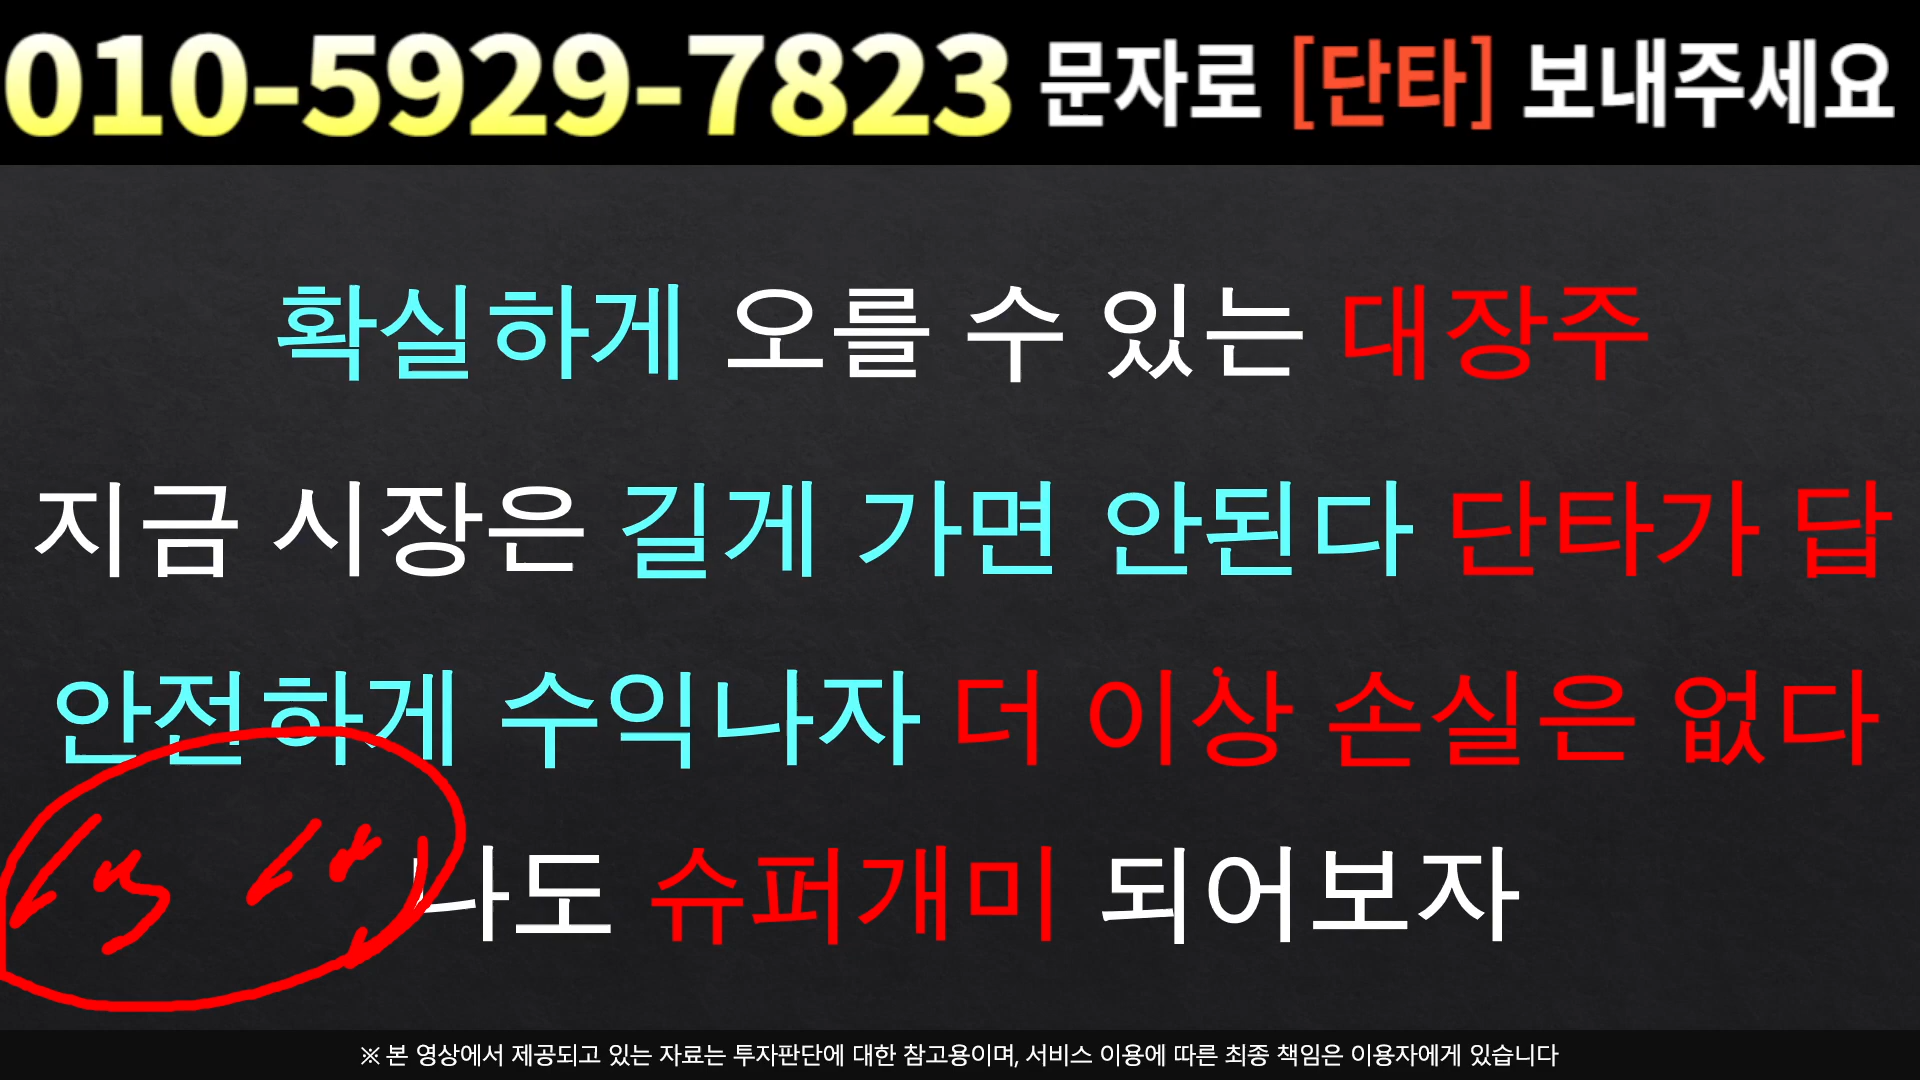 010-5929-7823 문자로 [단타] 보내주세요
확실하게 오를 수 있는 대장주
지금 시장은 길게 가면 안된다 단타가 답
안전하게 수익나자 더 이상 손실은 없다
나도 슈퍼개미 되어보자
※ 본 영상에서 제공되고 있는 자료는 투자판단에 대한 참고용이며, 서비스 이용에 따른 최종 책임은 이용자에게 있습니다